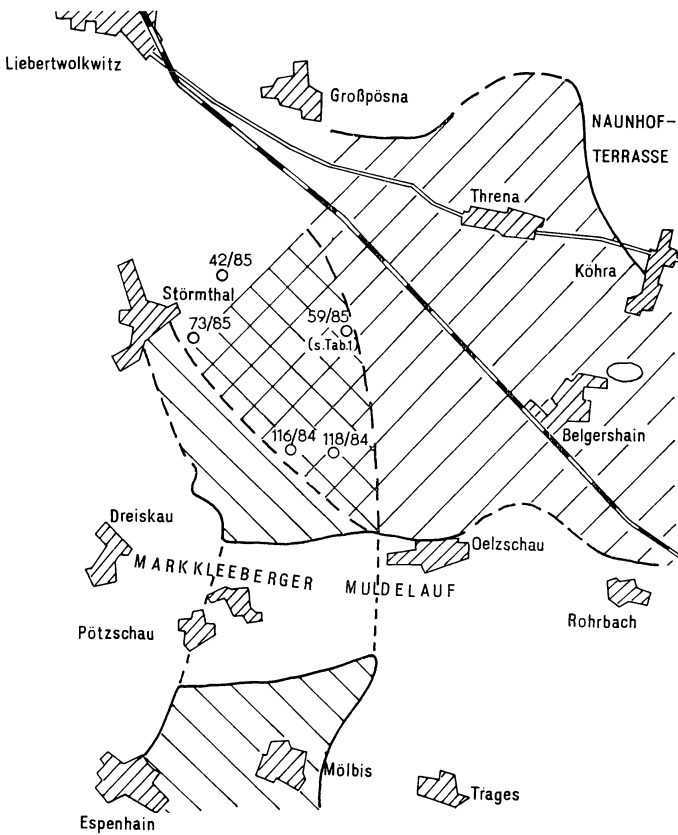 Liebertwolkwitz
Großpösna
NAUNHOF-
TERRASSE
Threna
Köhra
42/85
Störmthal
73/85
59/85
(s.Tab.1)
116/84
118/84
Belgershain
Dreiskau
Oelzschau
MARKKLEEBERGER MULDELAUF
Pötzschau
Rohrbach
Mölbis
Trages
Espenhain